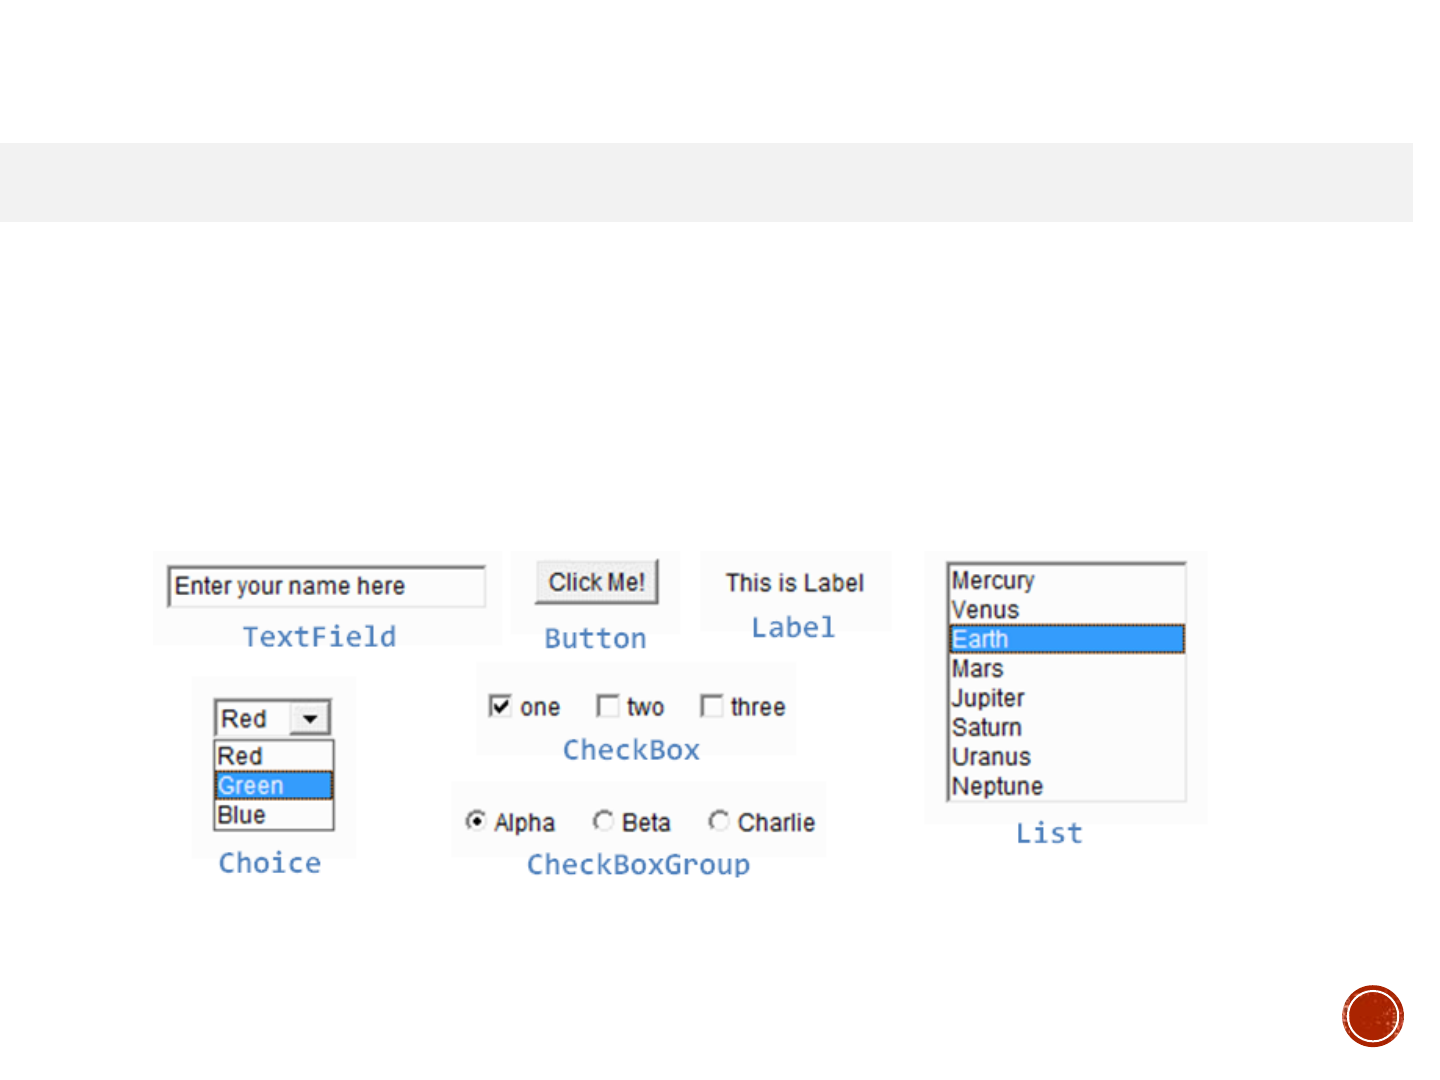 Enter your name here
TextField
Click Me!
Button
This is Label
Label
Mercury
Venus
Earth
Mars
Jupiter
Saturn
Uranus
Neptune
List
Red
Red
Green
Blue
Choice
one two three
CheckBox
Alpha Beta Charlie
CheckBoxGroup